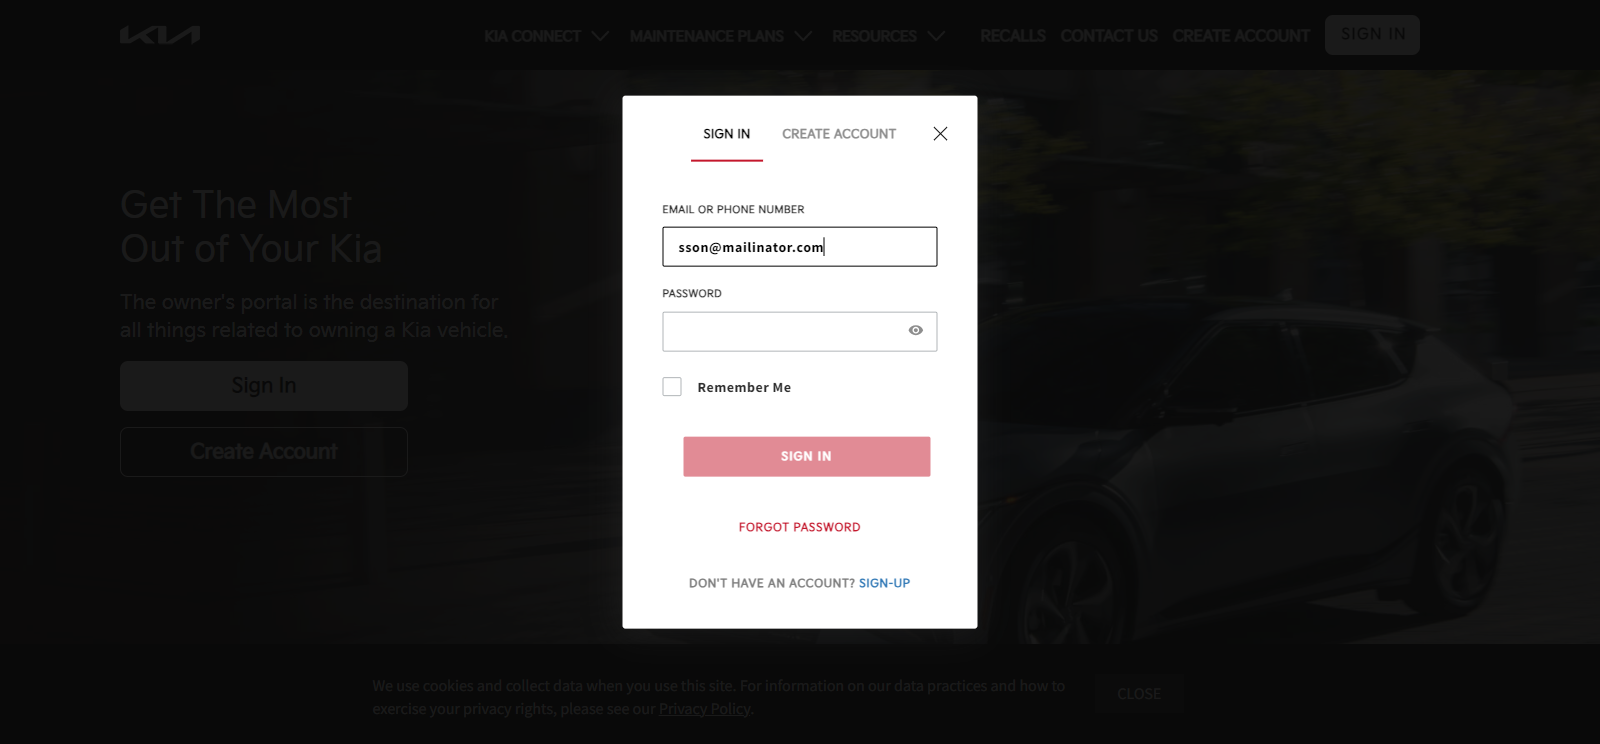 KIA
KIA CONNECT
MAINTENANCE PLANS
RESOURCES
RECALLS
CONTACT US
CREATE ACCOUNT
SIGN IN
Get The Most
Out of Your Kia
The owner's portal is the destination for
all things related to owning a Kia vehicle.
Sign In
Create Account
SIGN IN
CREATE ACCOUNT
EMAIL OR PHONE NUMBER
sson@mailinator.com
PASSWORD
Remember Me
SIGN IN
FORGOT PASSWORD
DON'T HAVE AN ACCOUNT? SIGN-UP
We use cookies and collect data when you use this site. For information on our data practices and how to
exercise your privacy rights, please see our Privacy Policy.
CLOSE